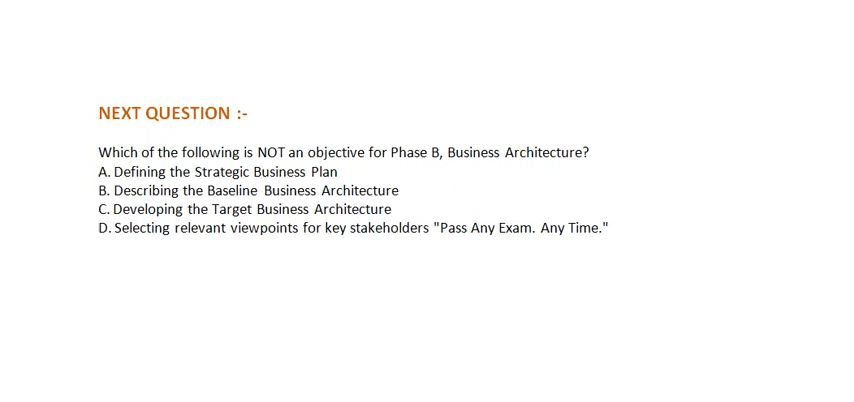 NEXT QUESTION :-
Which of the following is NOT an objective for Phase B, Business Architecture?
A. Defining the Strategic Business Plan
B. Describing the Baseline Business Architecture
C. Developing the Target Business Architecture
D. Selecting relevant viewpoints for key stakeholders "Pass Any Exam. Any Time."